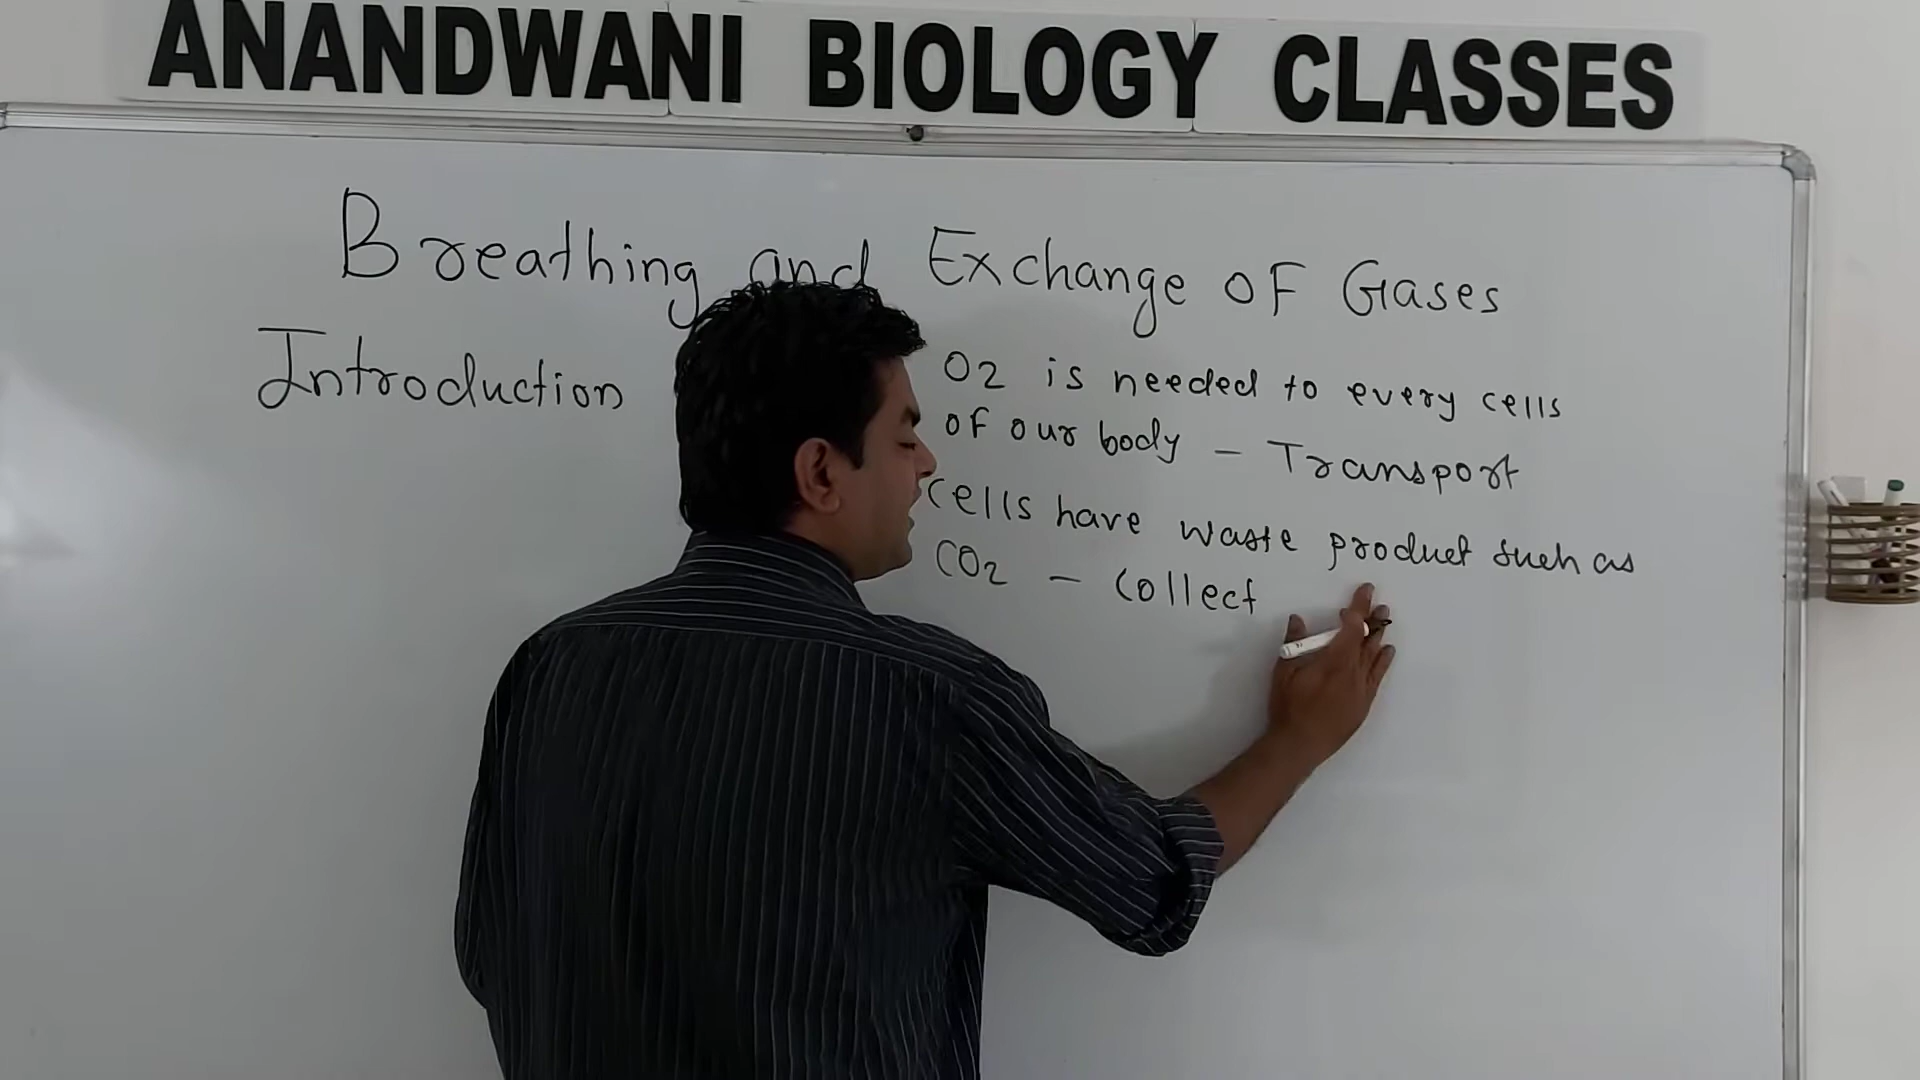 ANANDWANI BIOLOGY CLASSES
Breathing and Exchange OF Gases
Introduction
O2 is needed to every cells
OF our body - Transport
Cells have waste product such as
CO2 - Collect